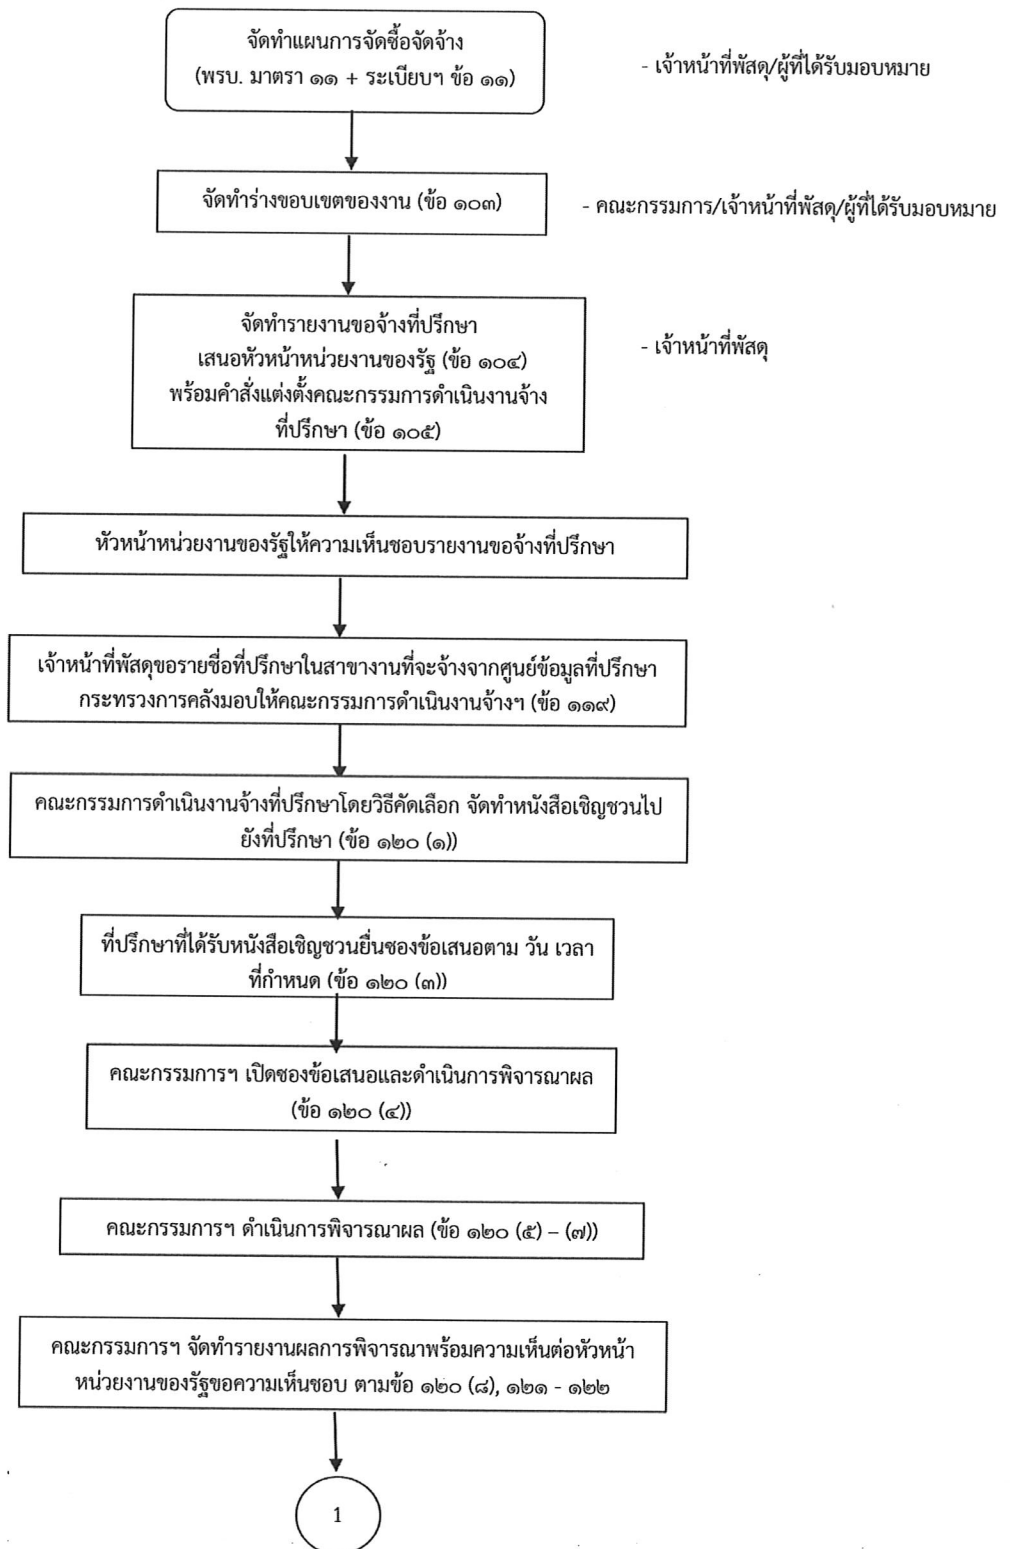 จัดทำแผนการจัดซื้อจัดจ้าง
(พรบ. มาตรา ๑๑ + ระเบียบฯ ข้อ ๑๑)
- เจ้าหน้าที่พัสดุ/ผู้ที่ได้รับมอบหมาย
จัดทำร่างขอบเขตของงาน (ข้อ ๑๐๓)
- คณะกรรมการ/เจ้าหน้าที่พัสดุ/ผู้ที่ได้รับมอบหมาย
จัดทำรายงานขอจ้างที่ปรึกษา
เสนอหัวหน้าหน่วยงานของรัฐ (ข้อ ๑๐๔)
พร้อมคำสั่งแต่งตั้งคณะกรรมการดำเนินงานจ้าง
ที่ปรึกษา (ข้อ ๑๐๕)
- เจ้าหน้าที่พัสดุ
หัวหน้าหน่วยงานของรัฐให้ความเห็นชอบรายงานขอจ้างที่ปรึกษา
เจ้าหน้าที่พัสดุขอรายชื่อที่ปรึกษาในสาขางานที่จะจ้างจากศูนย์ข้อมูลที่ปรึกษา
กระทรวงการคลังมอบให้คณะกรรมการดำเนินงานจ้างฯ (ข้อ ๑๑๙)
คณะกรรมการดำเนินงานจ้างที่ปรึกษาโดยวิธีคัดเลือก จัดทำหนังสือเชิญชวนไป
ยังที่ปรึกษา (ข้อ ๑๒๐ (๑))
ที่ปรึกษาที่ได้รับหนังสือเชิญชวนยื่นซองข้อเสนอตาม วัน เวลา
ที่กำหนด (ข้อ ๑๒๐ (๓))
คณะกรรมการฯ เปิดซองข้อเสนอและดำเนินการพิจารณาผล
(ข้อ ๑๒๐ (๔))
คณะกรรมการฯ ดำเนินการพิจารณาผล (ข้อ ๑๒๐ (๕) – (๗))
คณะกรรมการฯ จัดทำรายงานผลการพิจารณาพร้อมความเห็นต่อหัวหน้า
หน่วยงานของรัฐขอความเห็นชอบ ตามข้อ ๑๒๐ (๘), ๑๒๑ - ๑๒๒
1